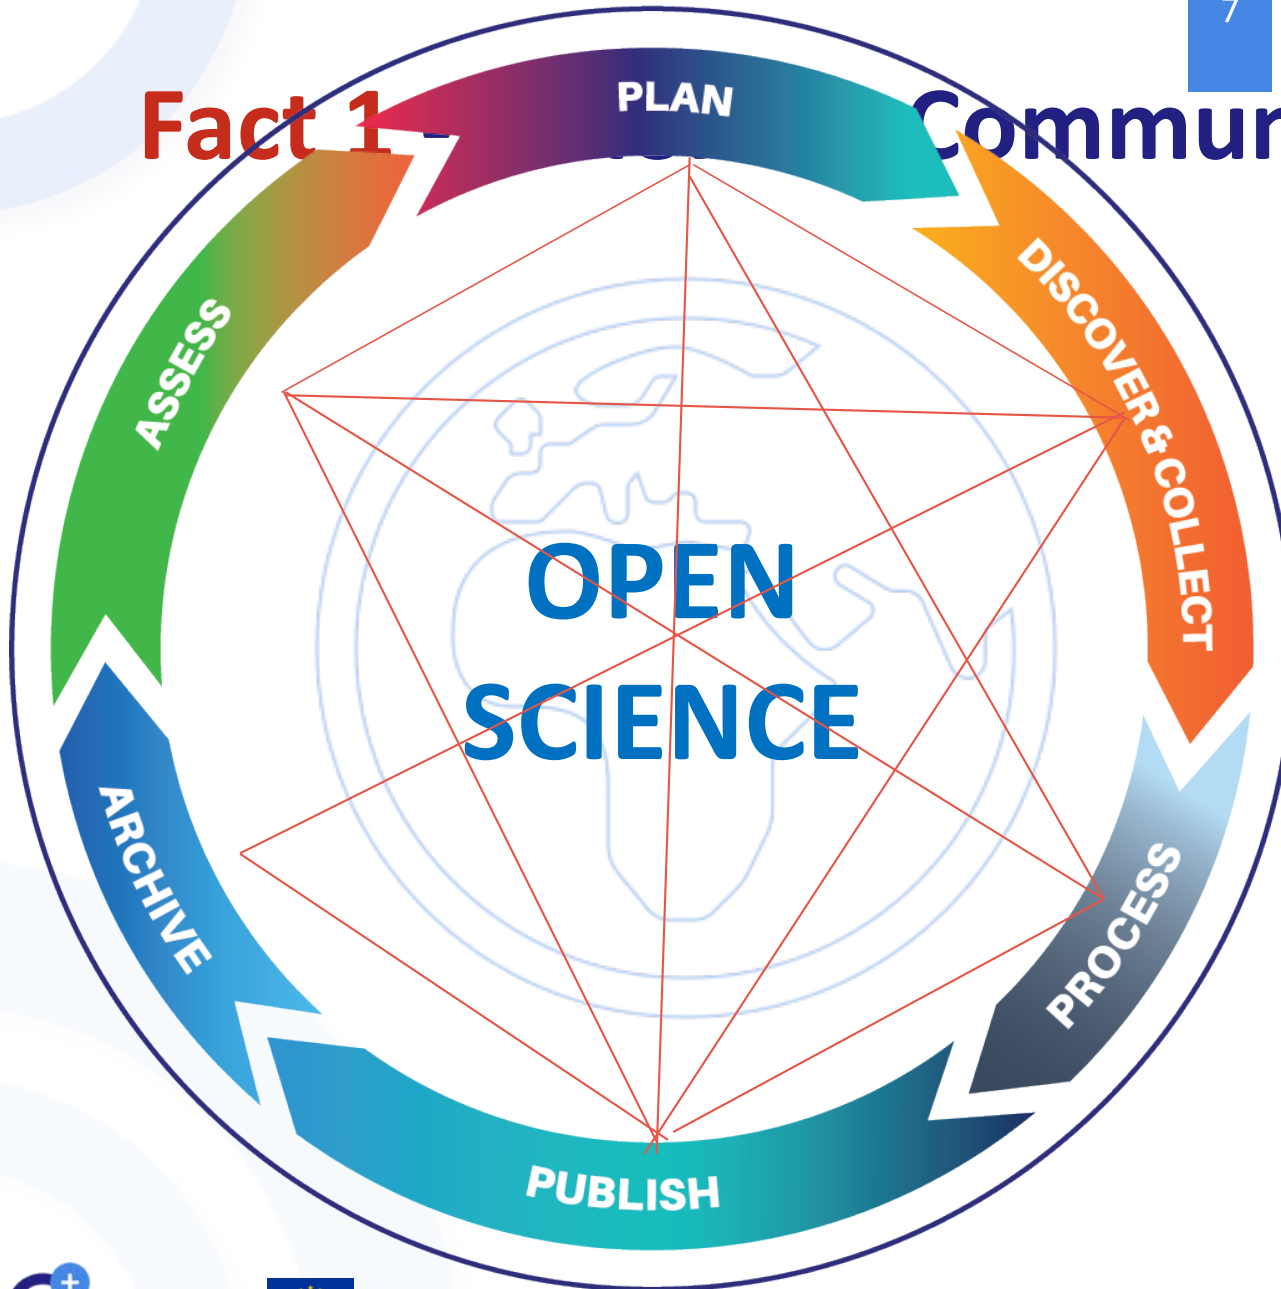 7
Fact 1 - Commun
PLAN
DISCOVER & COLLECT
PROCESS
PUBLISH
ARCHIVE
ASSESS
OPEN
SCIENCE